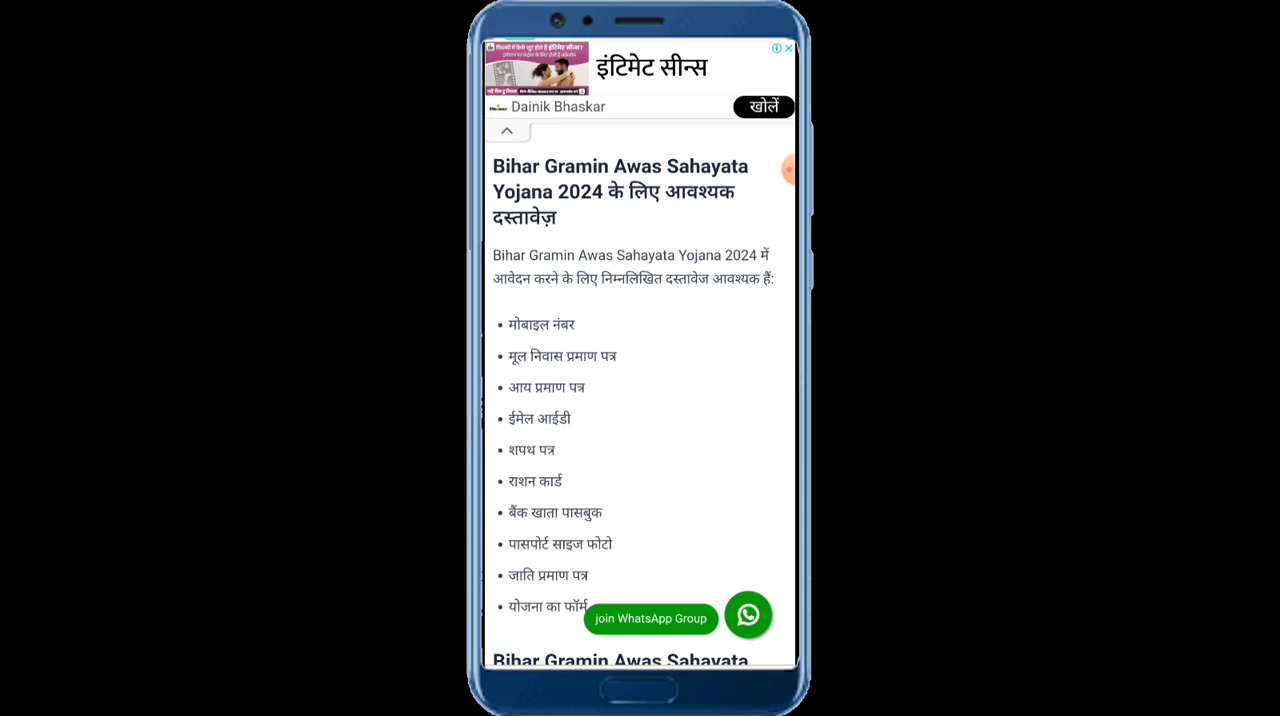 फिल्मों में कैसे शूट होते हैं इंटिमेट सीन्स?
इंटिमेट सीन्स
Dainik Bhaskar
खोलें
Bihar Gramin Awas Sahayata
Yojana 2024 के लिए आवश्यक
दस्तावेज़
Bihar Gramin Awas Sahayata Yojana 2024 में
आवेदन करने के लिए निम्नलिखित दस्तावेज आवश्यक हैं:
• मोबाइल नंबर
• मूल निवास प्रमाण पत्र
• आय प्रमाण पत्र
• ईमेल आईडी
• शपथ पत्र
• राशन कार्ड
• बैंक खाता पासबुक
• पासपोर्ट साइज फोटो
• जाति प्रमाण पत्र
• योजना का फॉर्म
join WhatsApp Group
Bihar Gramin Awas Sahayata